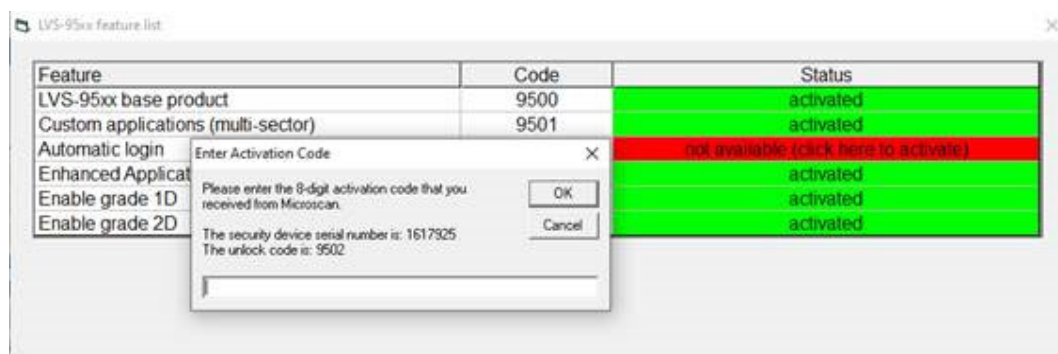 LVS-95xx feature list
Feature Code Status
LVS-95xx base product 9500 activated
Custom applications (multi-sector) 9501 activated
Automatic login not available (click here to activate)
Enhanced Applicat activated
Enable grade 1D activated
Enable grade 2D activated
Enter Activation Code
Please enter the 8-digit activation code that you
received from Microscan.
The security device serial number is: 1617925
The unlock code is: 9502
OK
Cancel